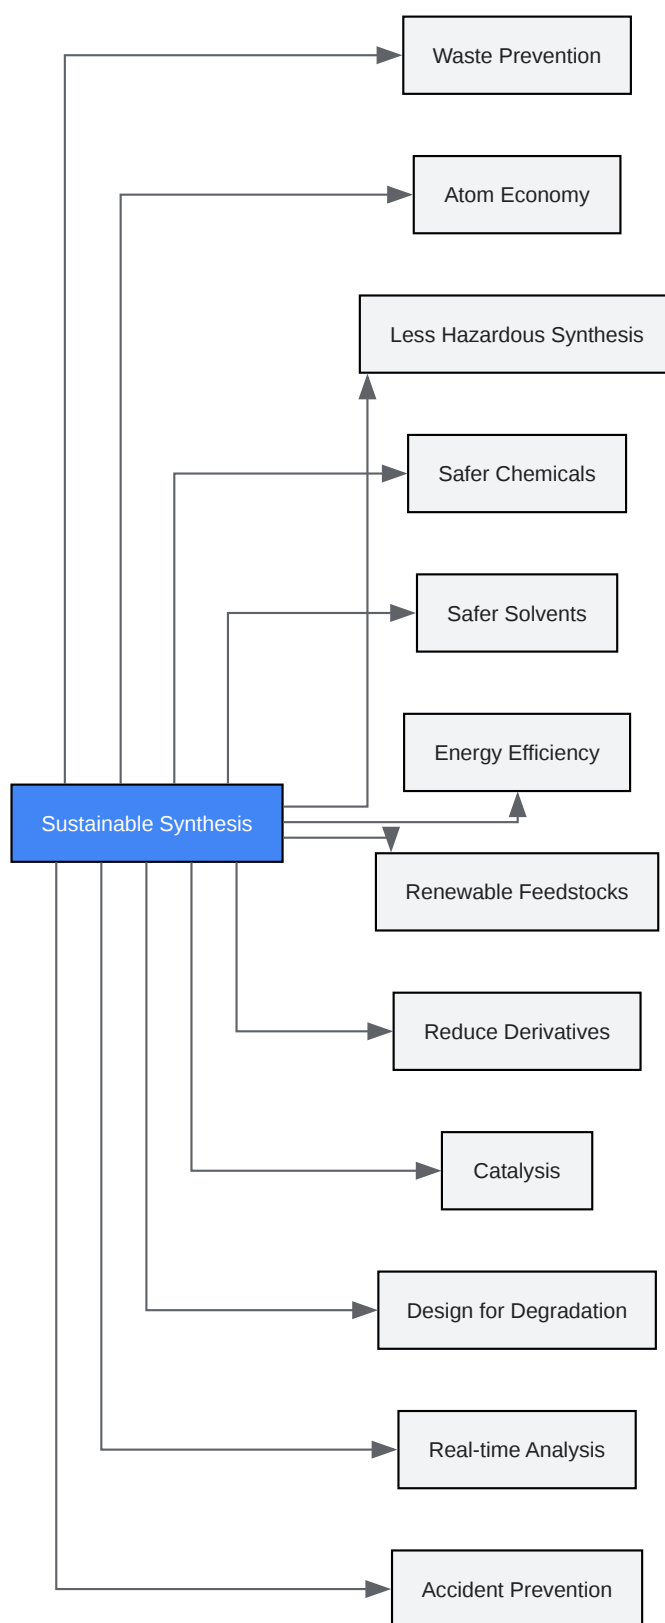 Waste Prevention
Atom Economy
Less Hazardous Synthesis
Safer Chemicals
Safer Solvents
Energy Efficiency
Sustainable Synthesis
Renewable Feedstocks
Reduce Derivatives
Catalysis
Design for Degradation
Real-time Analysis
Accident Prevention